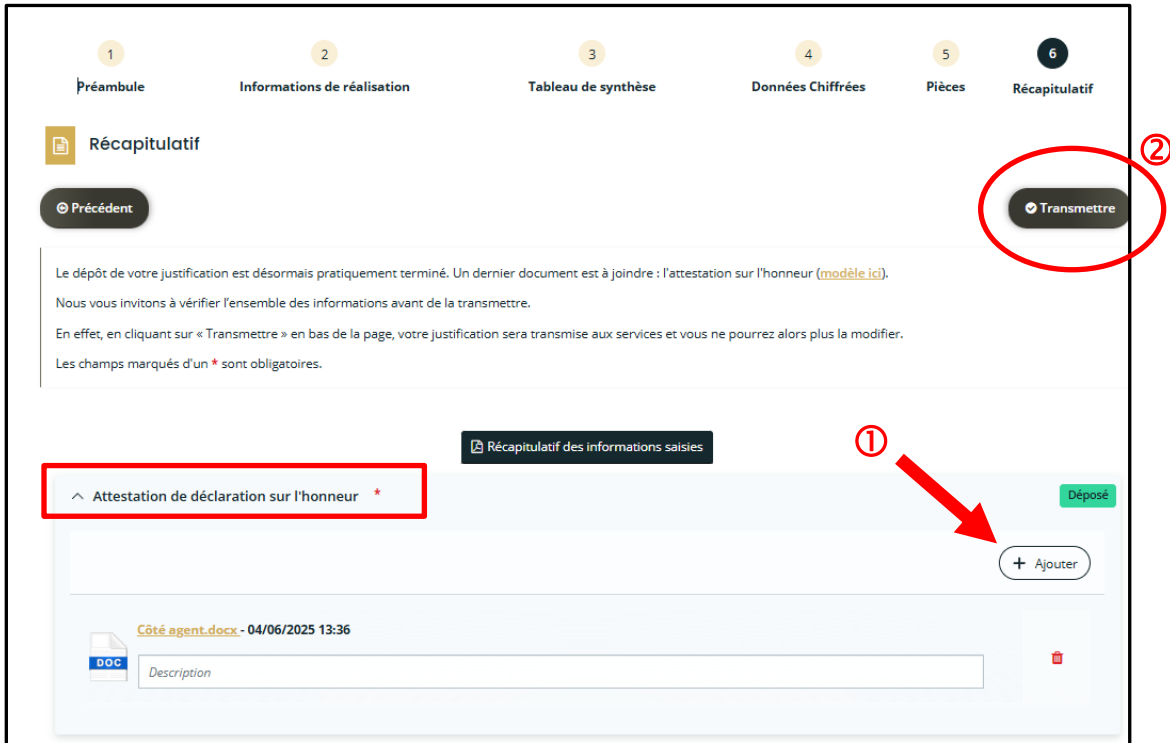 1 2 3 4 5 6
Préambule Informations de réalisation Tableau de synthèse Données Chiffrées Pièces Récapitulatif
Récapitulatif
②
Précédent Transmettre
Le dépôt de votre justification est désormais pratiquement terminé. Un dernier document est à joindre : l'attestation sur l'honneur (modèle ici).
Nous vous invitons à vérifier l'ensemble des informations avant de la transmettre.
En effet, en cliquant sur « Transmettre » en bas de la page, votre justification sera transmise aux services et vous ne pourrez alors plus la modifier.
Les champs marqués d'un * sont obligatoires.
Récapitulatif des informations saisies
①
Attestation de déclaration sur l'honneur * Déposé
+ Ajouter
Côté agent.docx - 04/06/2025 13:36
DOC
Description